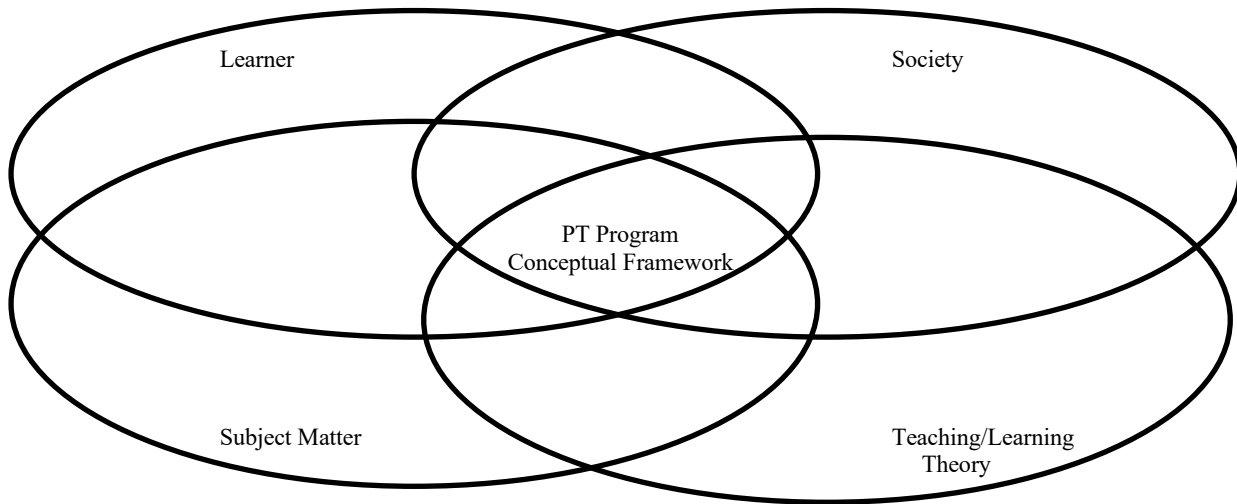 Learner
Society
PT Program
Conceptual Framework
Subject Matter
Teaching/Learning
Theory